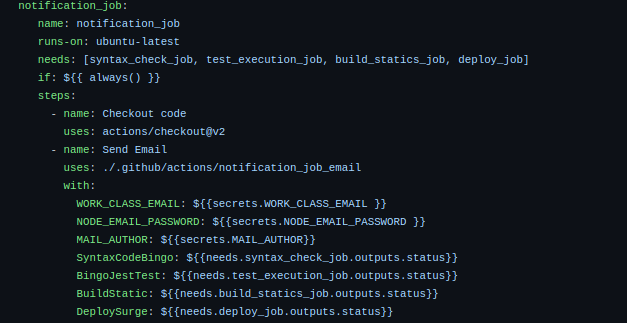 notification_job:
name: notification_job
runs-on: ubuntu-latest
needs: [syntax_check_job, test_execution_job, build_statics_job, deploy_job]
if: ${{ always() }}
steps:
- name: Checkout code
uses: actions/checkout@v2
- name: Send Email
uses: ./.github/actions/notification_job_email
with:
WORK_CLASS_EMAIL: ${{secrets.WORK_CLASS_EMAIL }}
NODE_EMAIL_PASSWORD: ${{secrets.NODE_EMAIL_PASSWORD }}
MAIL_AUTHOR: ${{secrets.MAIL_AUTHOR}}
SyntaxCodeBingo: ${{needs.syntax_check_job.outputs.status}}
BingoJestTest: ${{needs.test_execution_job.outputs.status}}
BuildStatic: ${{needs.build_statics_job.outputs.status}}
DeploySurge: ${{needs.deploy_job.outputs.status}}